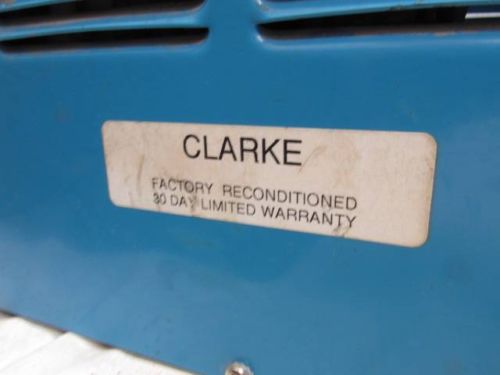 CLARKE
FACTORY RECONDITIONED
30 DAY LIMITED WARRANTY